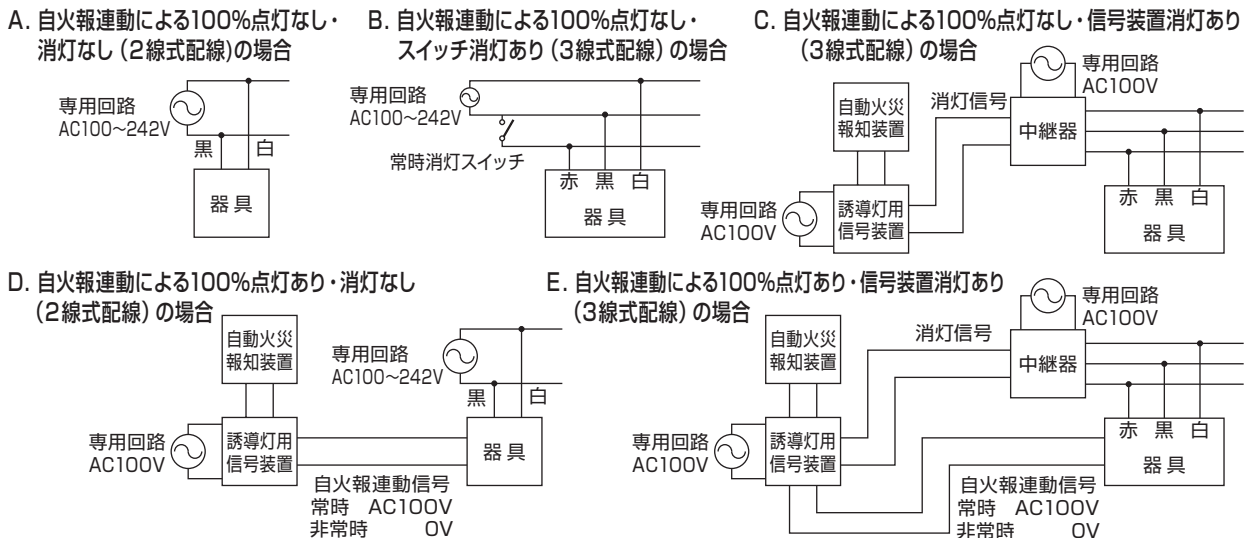 A. 自火報連動による100%点灯なし・
消灯なし(2線式配線)の場合
専用回路
AC100~242V
黒 白
器具
B. 自火報連動による100%点灯なし・
スイッチ消灯あり(3線式配線)の場合
専用回路
AC100~242V
常時消灯スイッチ
赤 黒 白
器具
C. 自火報連動による100%点灯なし・信号装置消灯あり
(3線式配線)の場合
専用回路
AC100V
自動火災
報知装置
消灯信号
中継器
専用回路
AC100V
誘導灯用
信号装置
赤 黒 白
器具
D. 自火報連動による100%点灯あり・消灯なし
(2線式配線)の場合
自動火災
報知装置
専用回路
AC100~242V
黒 白
専用回路
AC100V
誘導灯用
信号装置
器具
自火報連動信号
常時 AC100V
非常時 0V
E. 自火報連動による100%点灯あり・信号装置消灯あり
(3線式配線)の場合
専用回路
AC100V
自動火災
報知装置
消灯信号
中継器
専用回路
AC100V
誘導灯用
信号装置
赤 黒 白
器具
自火報連動信号
常時 AC100V
非常時 0V